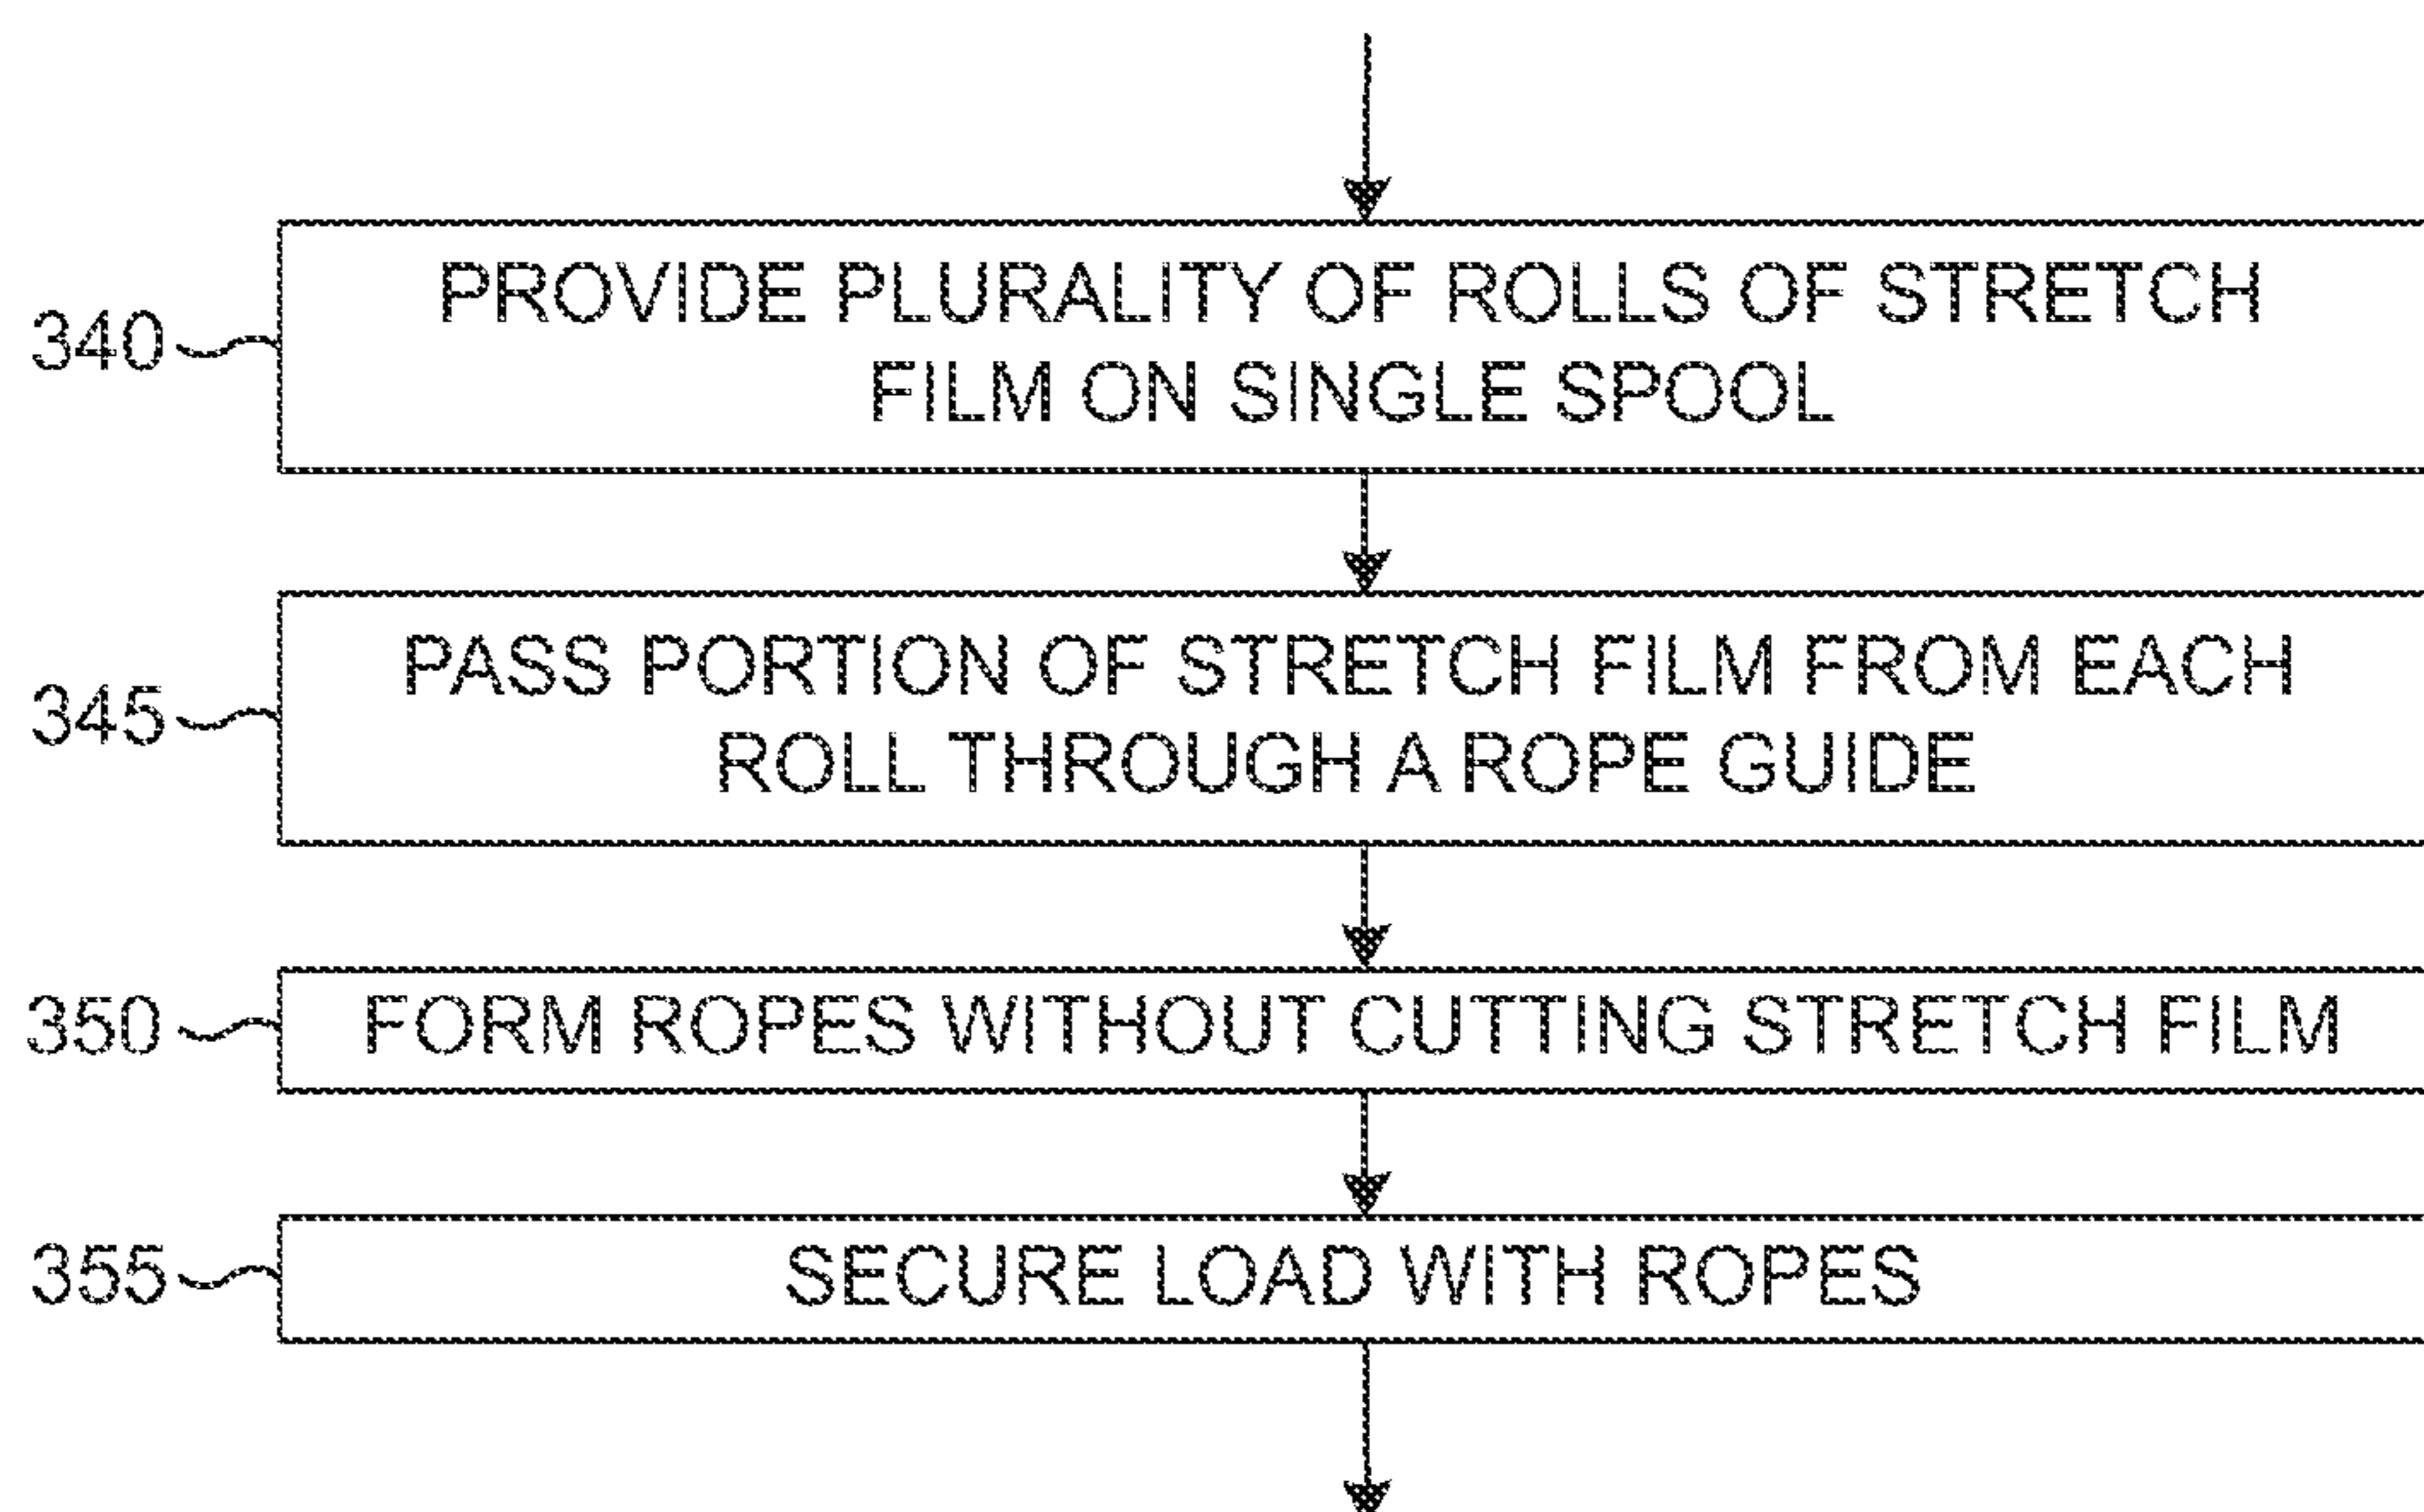 340
PROVIDE PLURALITY OF ROLLS OF STRETCH
FILM ON SINGLE SPOOL
345
PASS PORTION OF STRETCH FILM FROM EACH
ROLL THROUGH A ROPE GUIDE
350
FORM ROPES WITHOUT CUTTING STRETCH FILM
355
SECURE LOAD WITH ROPES